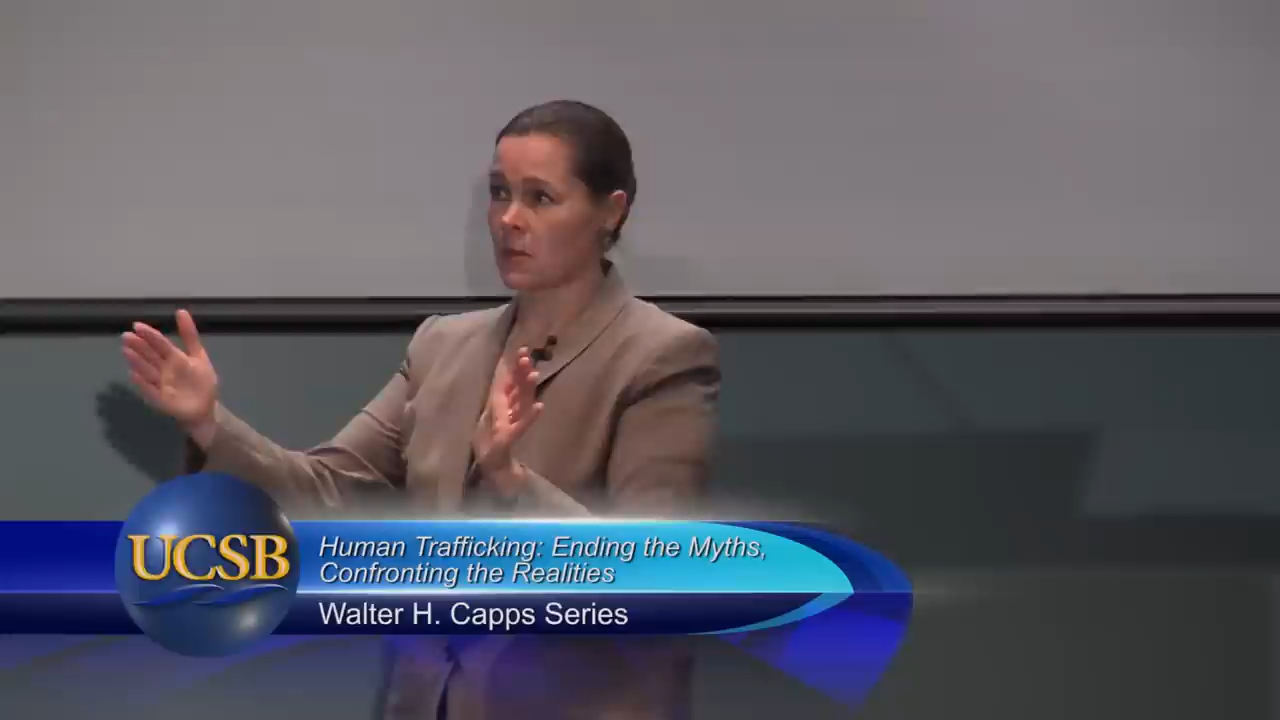 UCSB
Human Trafficking: Ending the Myths,
Confronting the Realities
Walter H. Capps Series